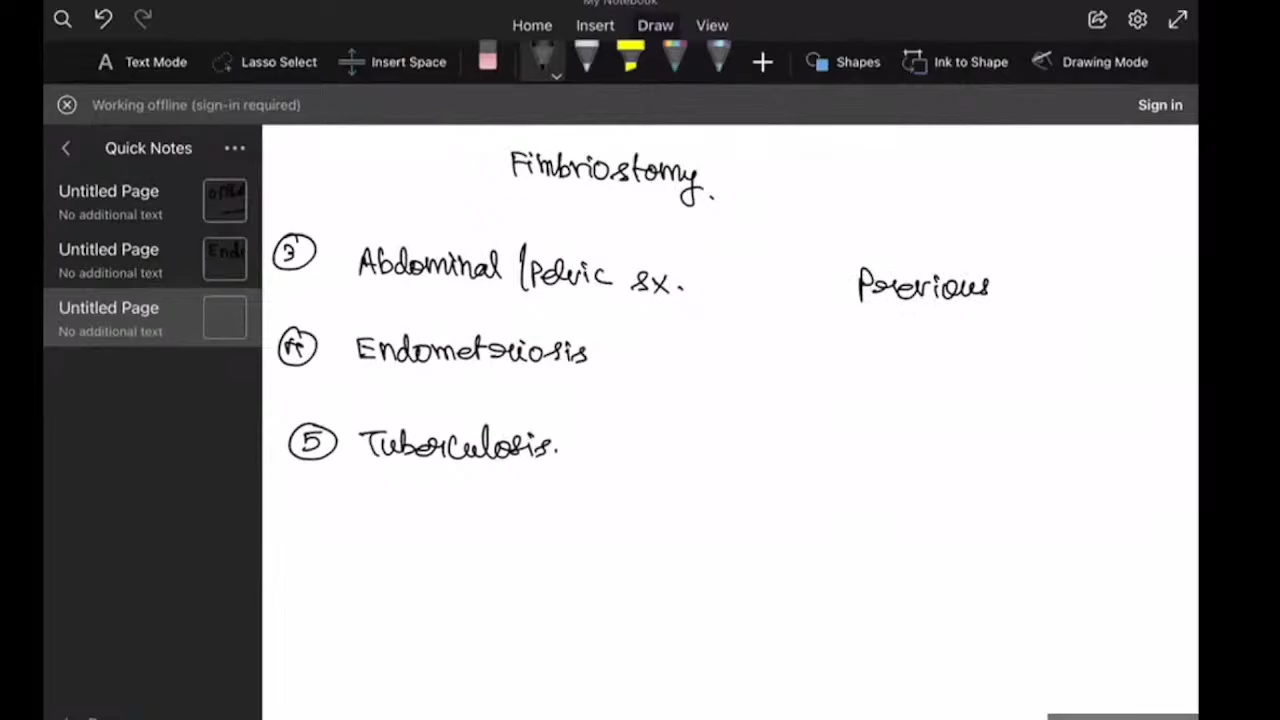 My Notebook
Home Insert Draw View
Text Mode Lasso Select Insert Space Shapes Ink to Shape Drawing Mode
Working offline (sign-in required) Sign in
Quick Notes
Untitled Page
No additional text
Untitled Page
No additional text
Untitled Page
No additional text
Fimbriostomy.
3 Abdominal / Pelvic sx. Previous
Endometriosis
5 Tuberculosis.